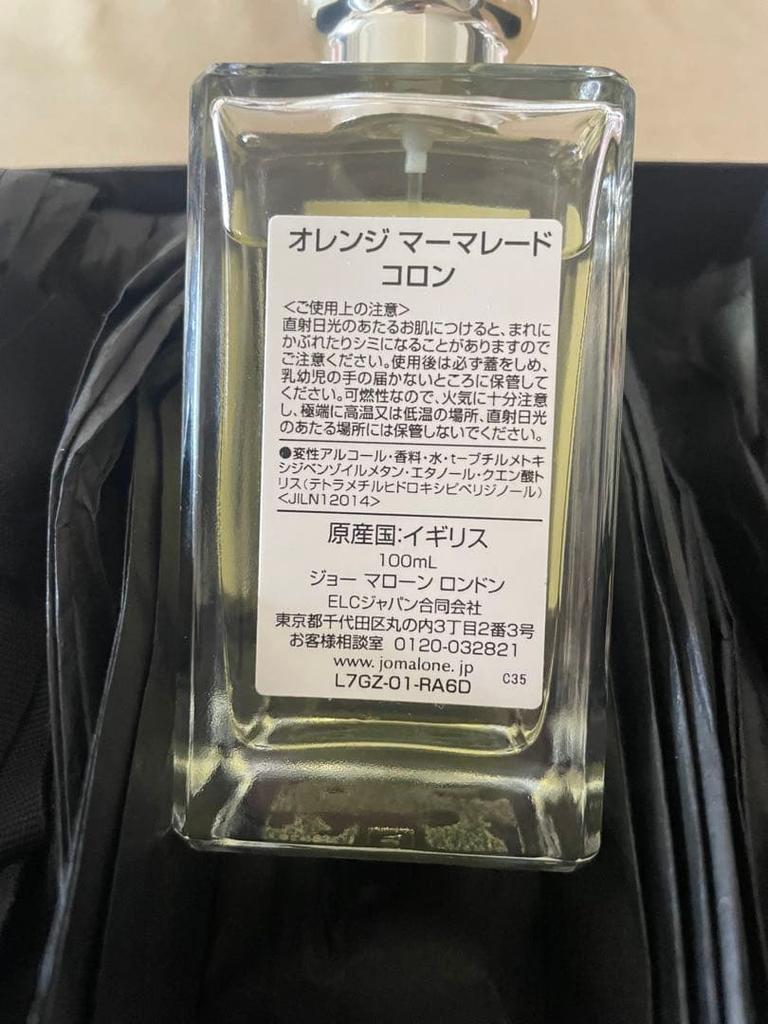 オレンジ マーマレード
コロン
<ご使用上の注意>
直射日光のあたるお肌につけると、まれに
かぶれたりシミになることがありますので
ご注意ください。使用後は必ず蓋をしめ、
乳幼児の手の届かないところに保管して
ください。可燃性なので、火気に十分注意
し、極端に高温又は低温の場所、直射日光
のあたる場所には保管しないでください。
●変性アルコール・香料・水・t-ブチルメトキ
シジベンゾイルメタン・エタノール・クエン酸ト
リス(テトラメチルヒドロキシピペリジノール)
<JILN12014>
原産国:イギリス
100mL
ジョー マローン ロンドン
ELCジャパン合同会社
東京都千代田区丸の内3丁目2番3号
お客様相談室 0120-032821
www.jomalone.jp
L7GZ-01-RA6D C35